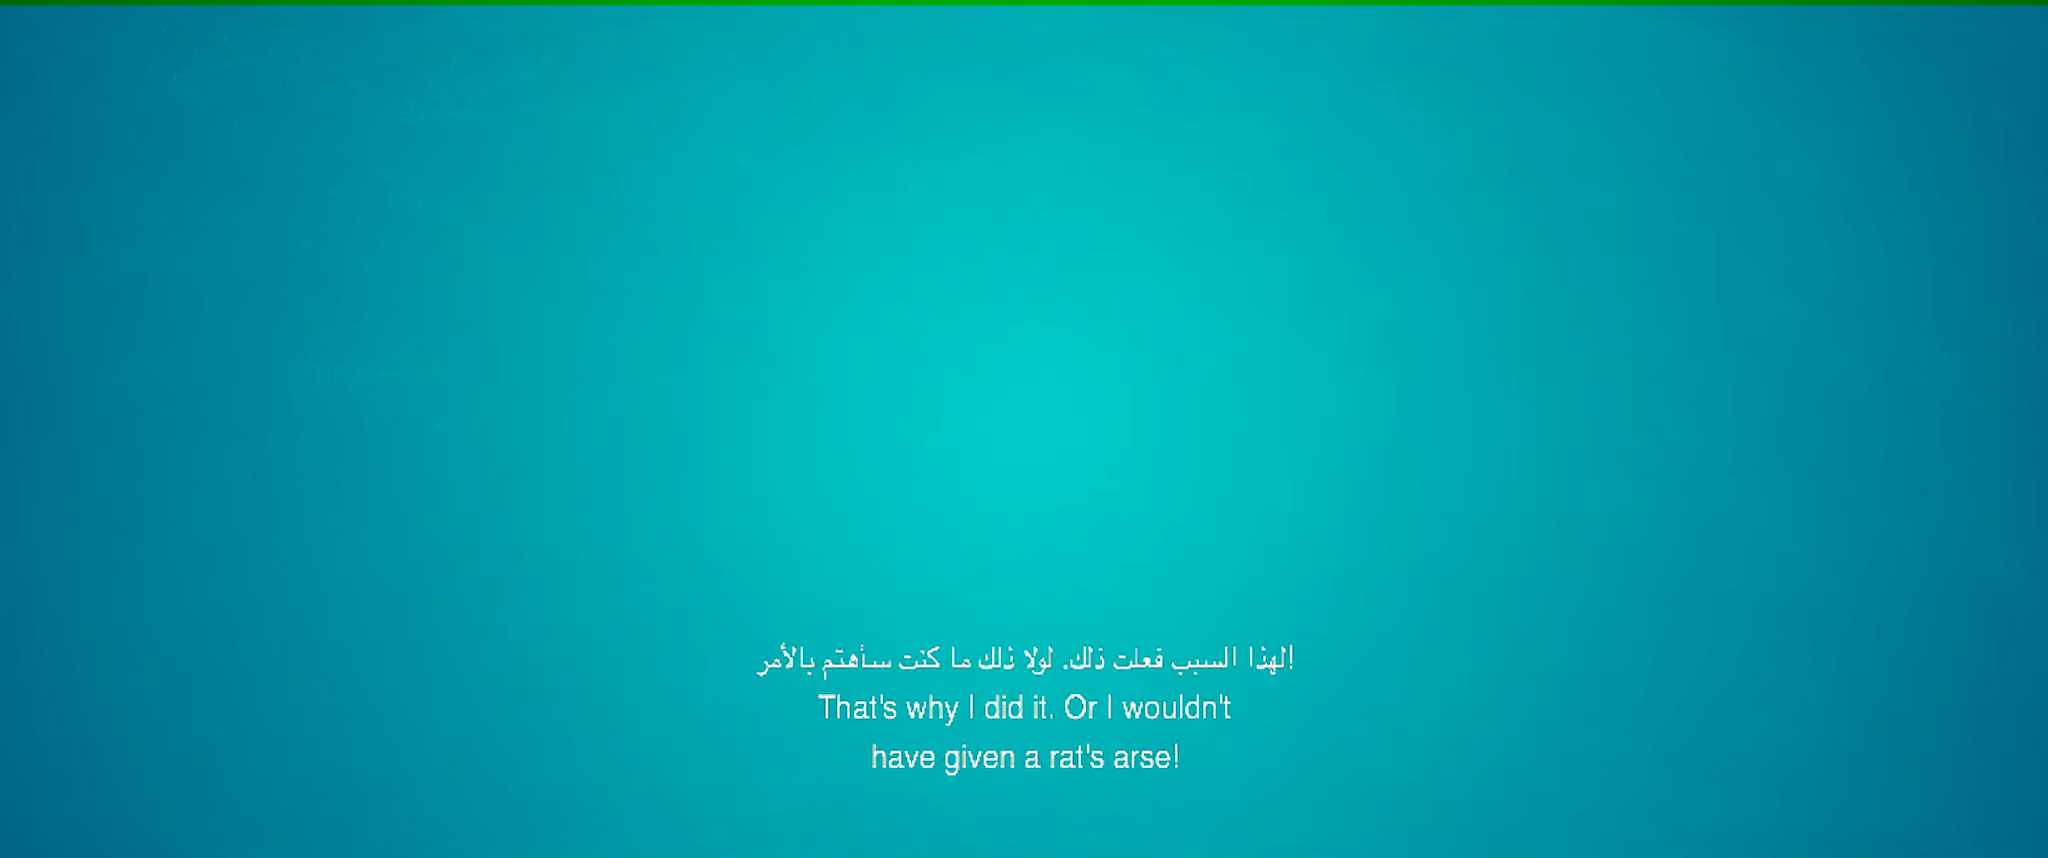 لهذا السبب فعلت ذلك. لولا ذلك ما كنت سأهتم بالأمر!
That's why I did it. Or I wouldn't
have given a rat's arse!